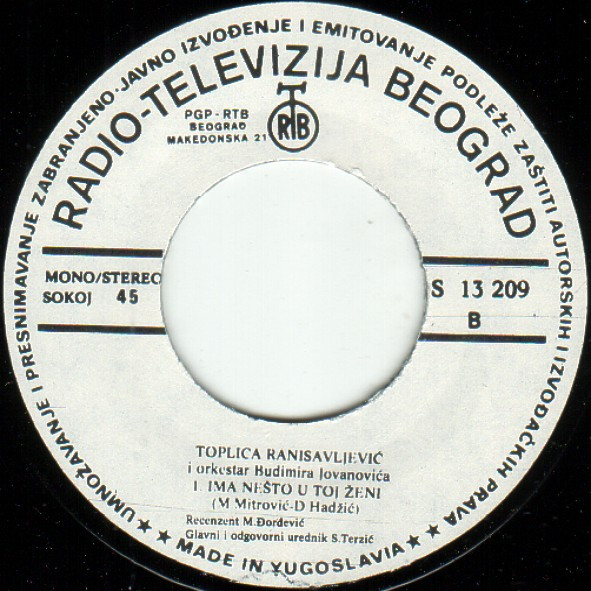 UMNOŽAVANJE I PRESNIMAVANJE ZABRANJENO·JAVNO IZVOĐENJE I EMITOVANJE PODLEŽE ZAŠTITI AUTORSKIH I IZVOĐAČKIH PRAVA
RADIO-TELEVIZIJA BEOGRAD
PGP-RTB
BEOGRAD
MAKEDONSKA 21
RTB
MONO/STEREO
SOKOJ 45
S 13 209
B
TOPLICA RANISAVLJEVIĆ
i orkestar Budimira Jovanovića
1. IMA NEŠTO U TOJ ŽENI
(M Mitrović-D Hadžić)
Recenzent M.Đorđević
Glavni i odgovorni urednik S.Terzić
★★ MADE IN YUGOSLAVIA ★★